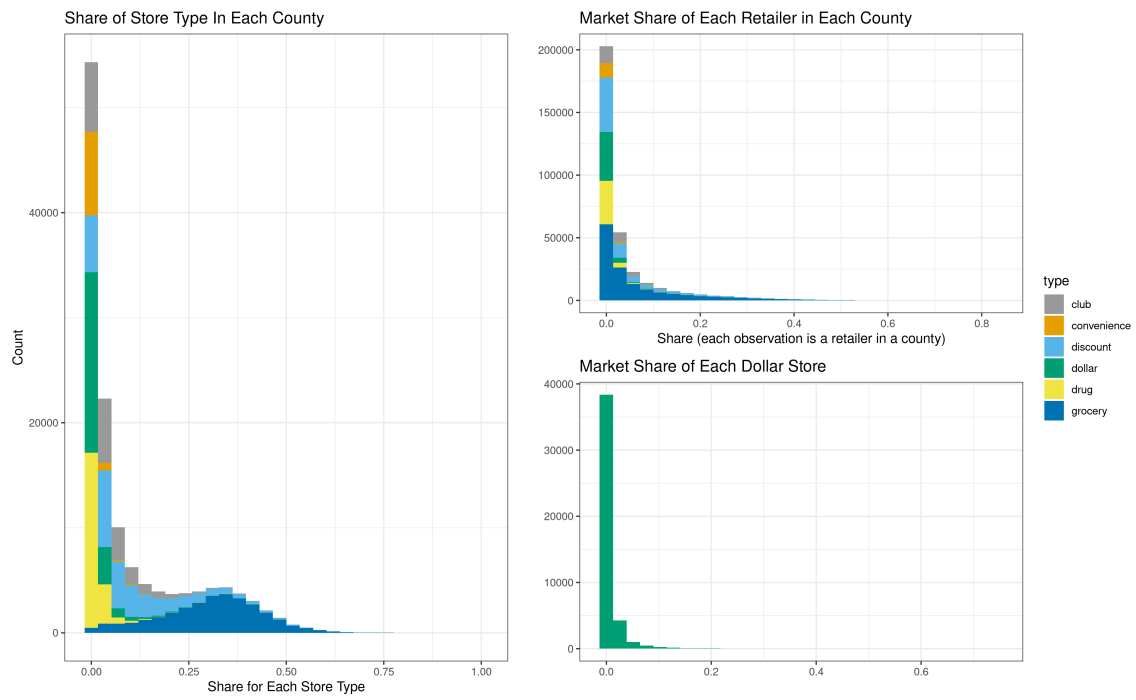 Share of Store Type In Each County
Count
40000
20000
0
0.00 0.25 0.50 0.75 1.00
Share for Each Store Type
Market Share of Each Retailer in Each County
200000
150000
100000
50000
0
0.0 0.2 0.4 0.6 0.8
Share (each observation is a retailer in a county)
Market Share of Each Dollar Store
40000
30000
20000
10000
0
0.0 0.2 0.4 0.6
type
club
convenience
discount
dollar
drug
grocery